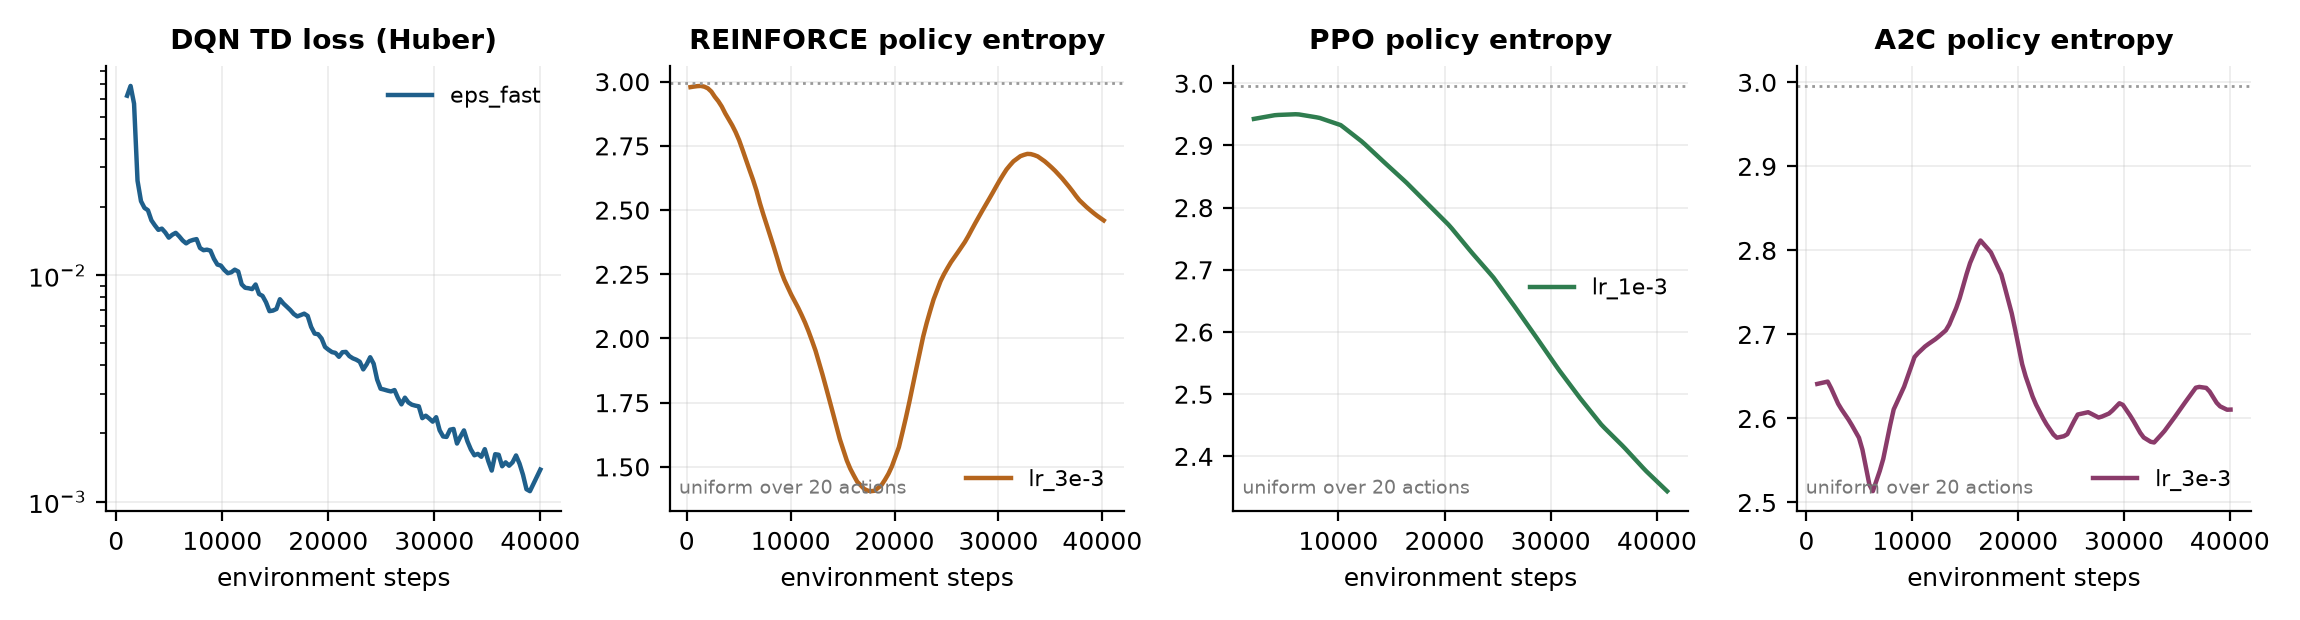 DQN TD loss (Huber)
eps_fast
10⁻²
10⁻³
0 10000 20000 30000 40000
environment steps
REINFORCE policy entropy
3.00
2.75
2.50
2.25
2.00
1.75
1.50
uniform over 20 actions
lr_3e-3
0 10000 20000 30000 40000
environment steps
PPO policy entropy
3.0
2.9
2.8
2.7
2.6
2.5
2.4
lr_1e-3
uniform over 20 actions
10000 20000 30000 40000
environment steps
A2C policy entropy
3.0
2.9
2.8
2.7
2.6
2.5
uniform over 20 actions
lr_3e-3
0 10000 20000 30000 40000
environment steps